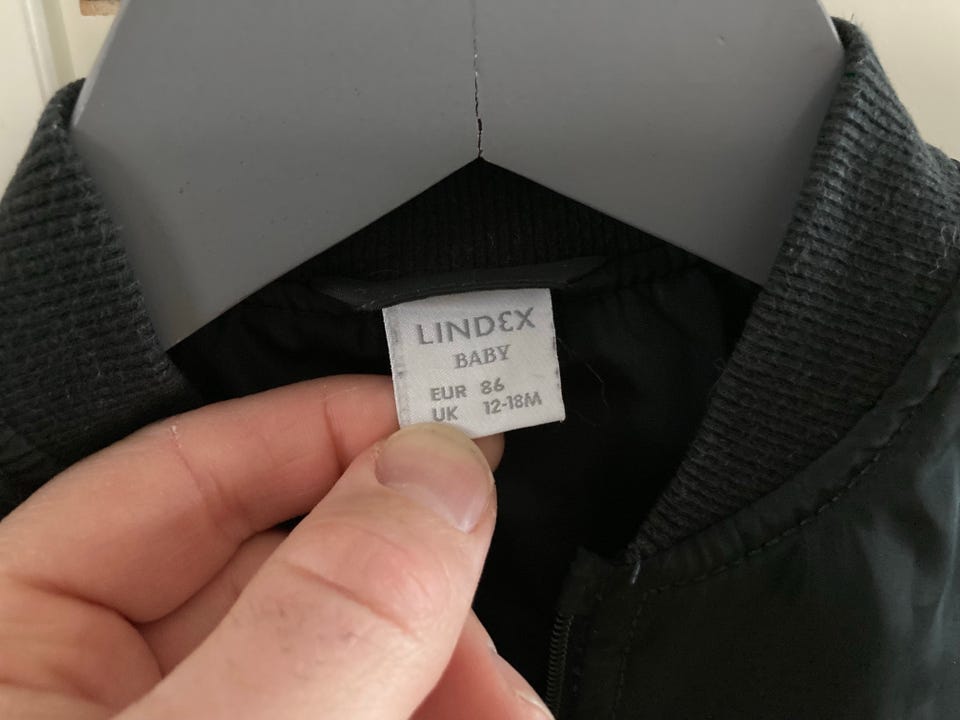 LINDEX
BABY
EUR 86
UK 12-18M